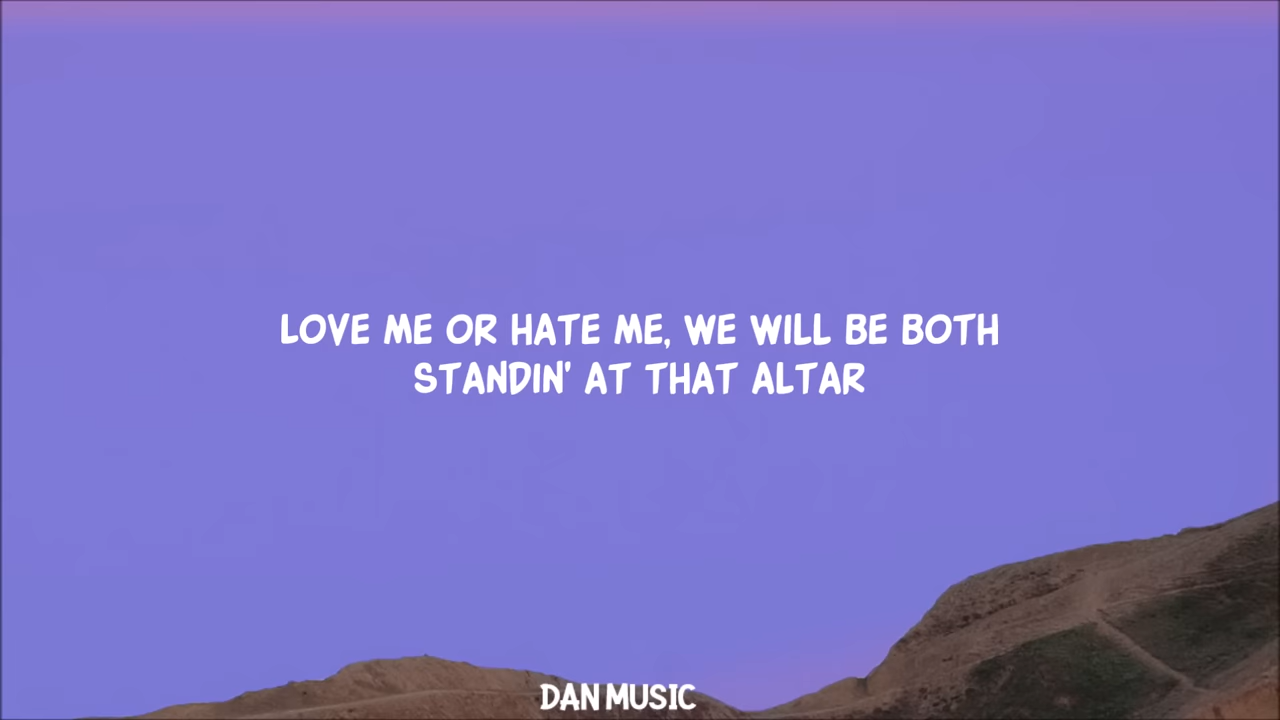 LOVE ME OR HATE ME, WE WILL BE BOTH
STANDIN' AT THAT ALTAR
DAN MUSIC